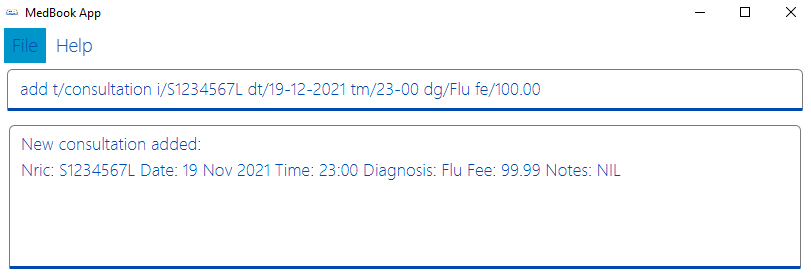 MedBook App
File Help
add t/consultation i/S1234567L dt/19-12-2021 tm/23-00 dg/Flu fe/100.00
New consultation added:
Nric: S1234567L Date: 19 Nov 2021 Time: 23:00 Diagnosis: Flu Fee: 99.99 Notes: NIL